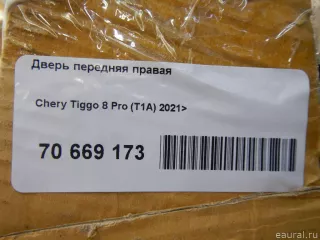 Дверь передняя правая
Chery Tiggo 8 Pro (T1A) 2021>
70 669 173
eaural.ru